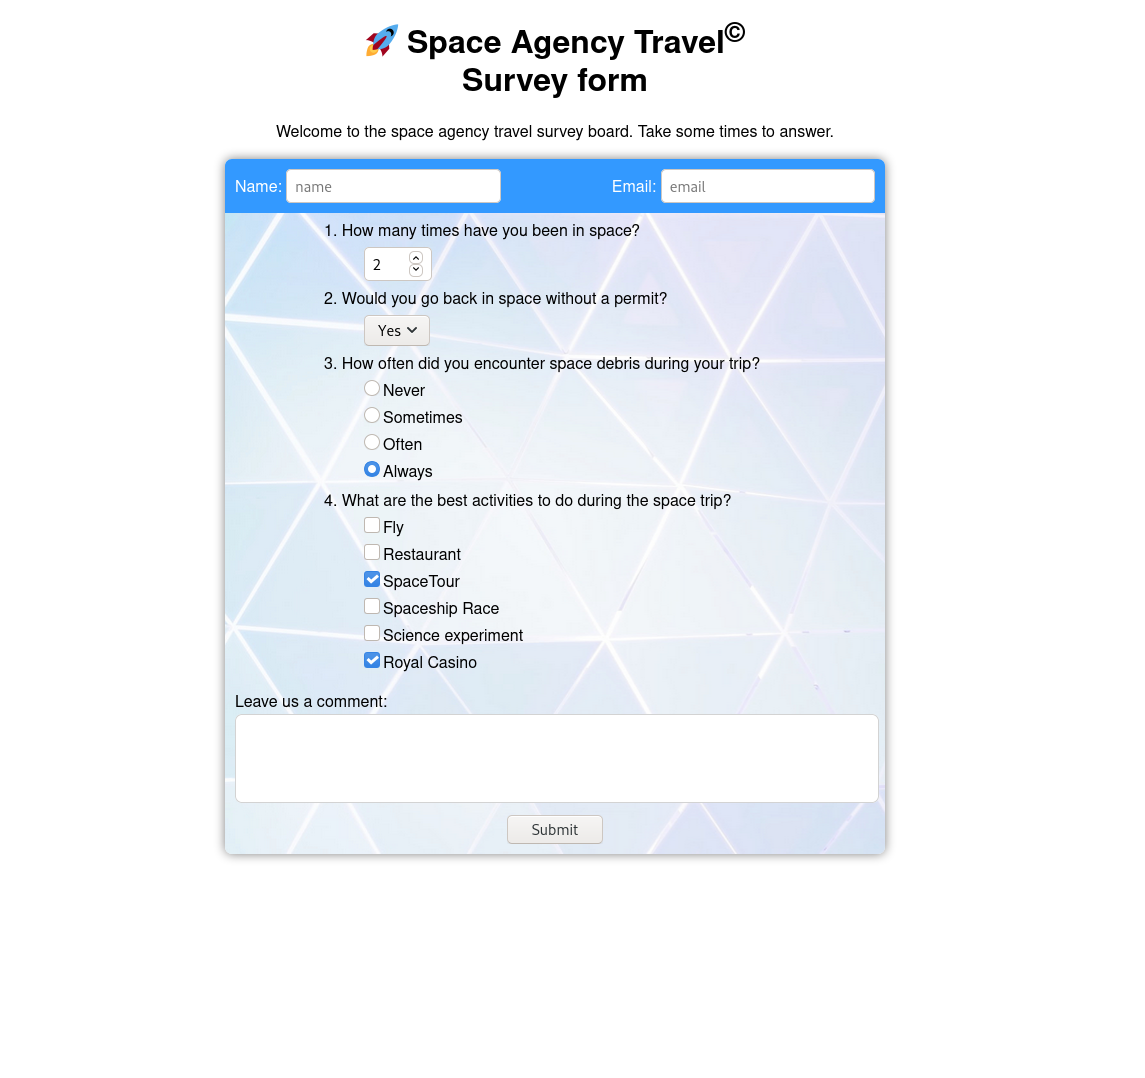 🚀 Space Agency Travel©
Survey form
Welcome to the space agency travel survey board. Take some times to answer.
Name: name Email: email
1. How many times have you been in space?
2
2. Would you go back in space without a permit?
Yes
3. How often did you encounter space debris during your trip?
Never
Sometimes
Often
Always
4. What are the best activities to do during the space trip?
Fly
Restaurant
SpaceTour
Spaceship Race
Science experiment
Royal Casino
Leave us a comment:
Submit